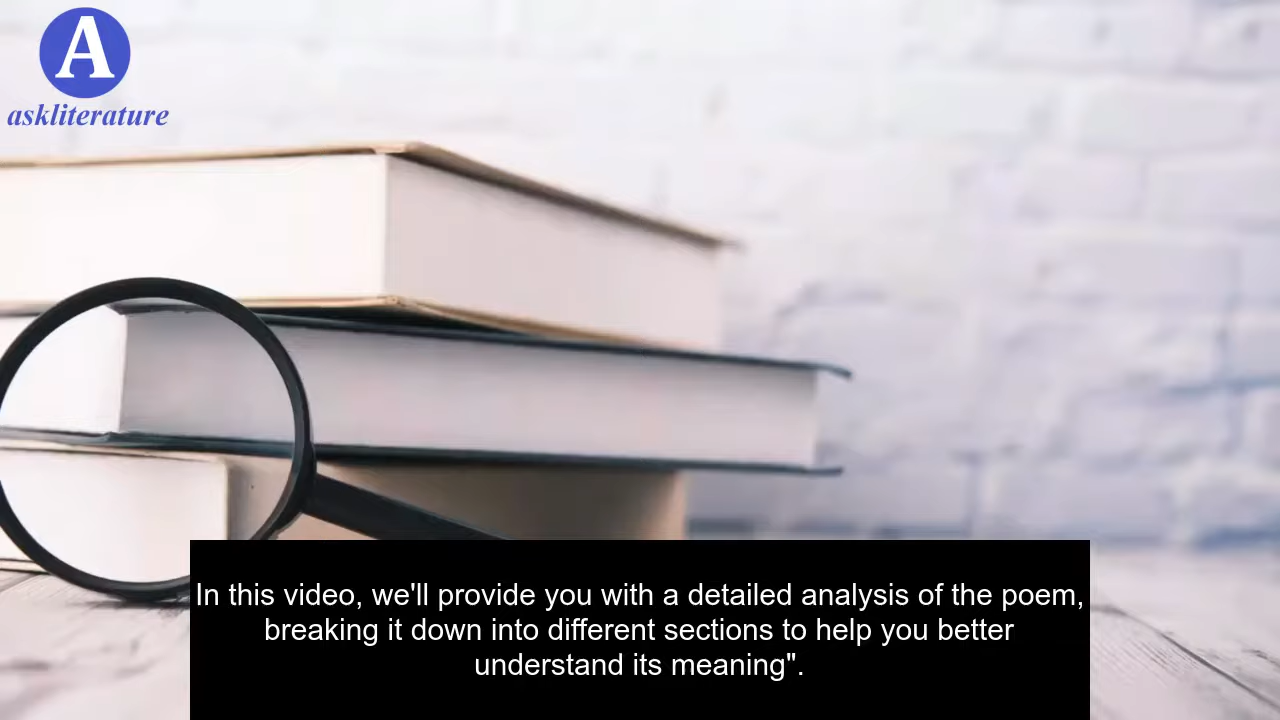 A
askliterature
In this video, we'll provide you with a detailed analysis of the poem,
breaking it down into different sections to help you better
understand its meaning".